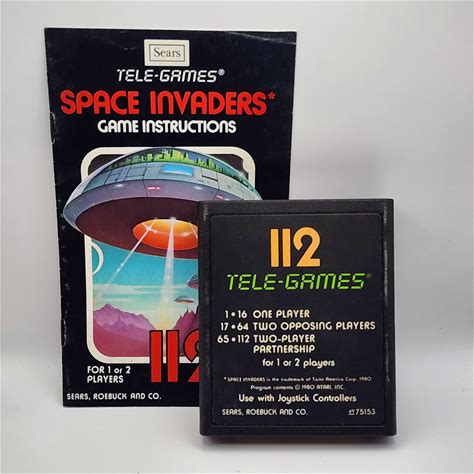 Sears
TELE-GAMES®
SPACE INVADERS*
GAME INSTRUCTIONS
112
FOR 1 or 2
PLAYERS
SEARS, ROEBUCK AND CO.
112
TELE-GAMES®
1•16 ONE PLAYER
17•64 TWO OPPOSING PLAYERS
65•112 TWO-PLAYER
PARTNERSHIP
for 1 or 2 players
*SPACE INVADERS is the trademark of Taito America Corp. 1980
Program contents © 1980 ATARI, INC.
Use with Joystick Controllers
SEARS, ROEBUCK AND CO.
75153